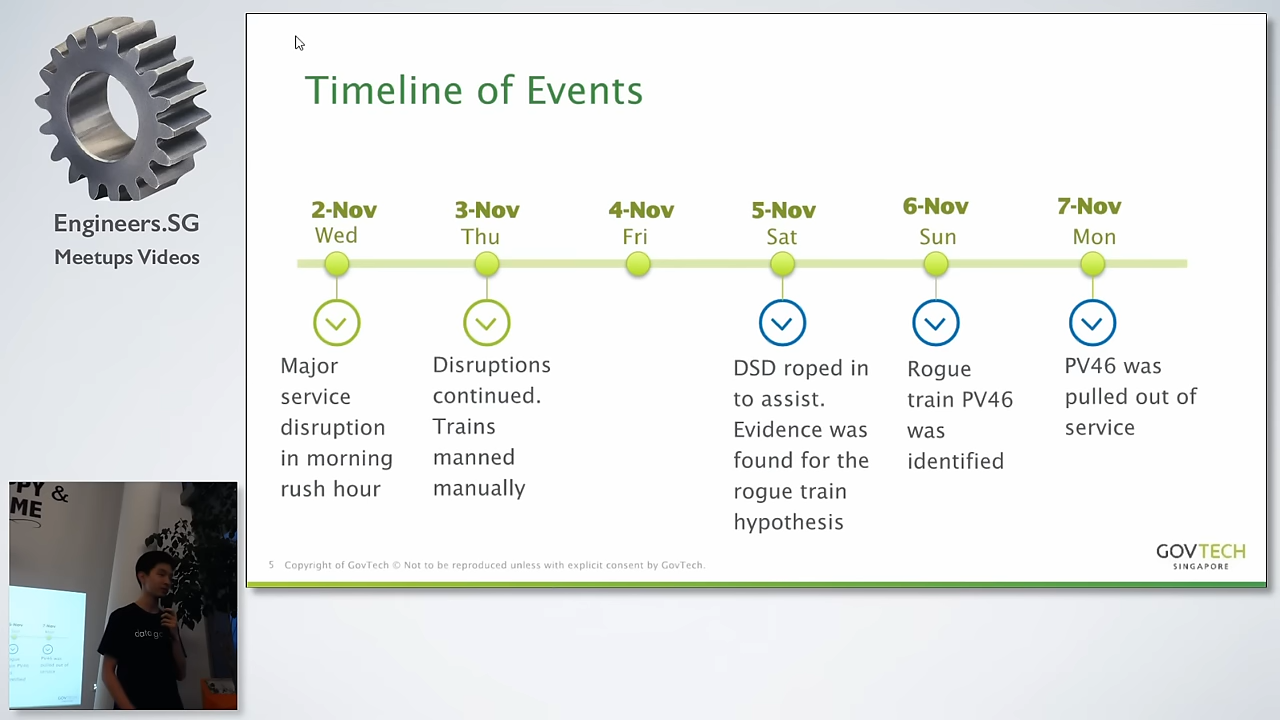 Engineers.SG
Meetups Videos
Timeline of Events
2-Nov
Wed
3-Nov
Thu
4-Nov
Fri
5-Nov
Sat
6-Nov
Sun
7-Nov
Mon
Major
service
disruption
in morning
rush hour
Disruptions
continued.
Trains
manned
manually
DSD roped in
to assist.
Evidence was
found for the
rogue train
hypothesis
Rogue
train PV46
was
identified
PV46 was
pulled out of
service
5 Copyright of GovTech © Not to be reproduced unless with explicit consent by GovTech.
GOVTECH
SINGAPORE
PY &
ME